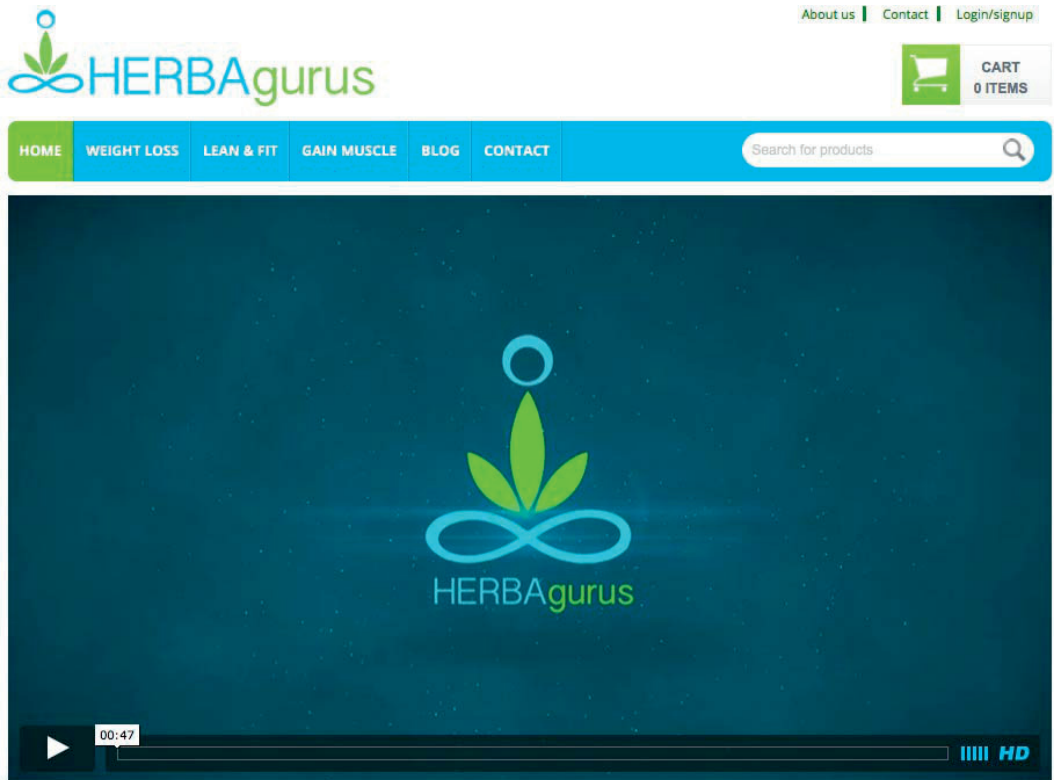 About us Contact Login/signup
HERBAgurus
CART
0 ITEMS
HOME WEIGHT LOSS LEAN & FIT GAIN MUSCLE BLOG CONTACT Search for products
HERBAgurus
00:47
HD